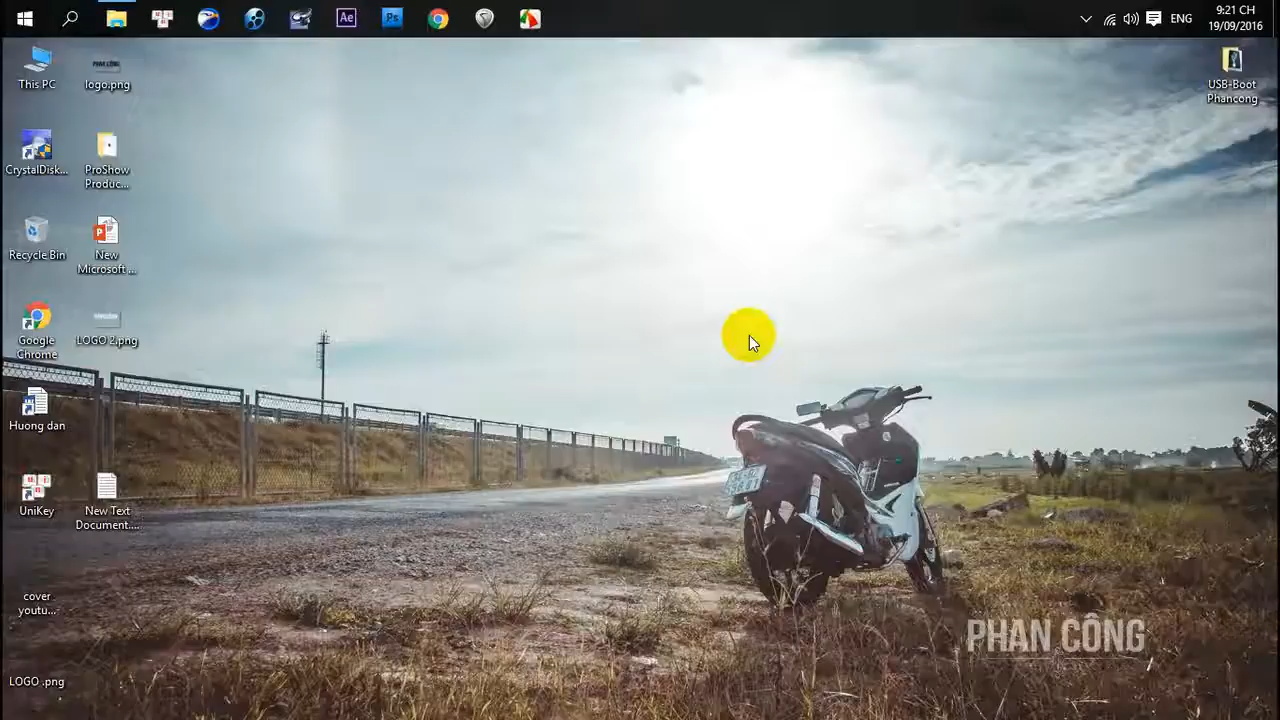 Ae
Ps
ENG
9:21 CH
19/09/2016
This PC
logo.png
USB-Boot
Phancong
CrystalDisk...
ProShow
Produc...
Recycle Bin
New
Microsoft ...
Google
Chrome
LOGO 2.png
Huong dan
UniKey
New Text
Document....
cover
youtu...
LOGO .png
PHAN CÔNG